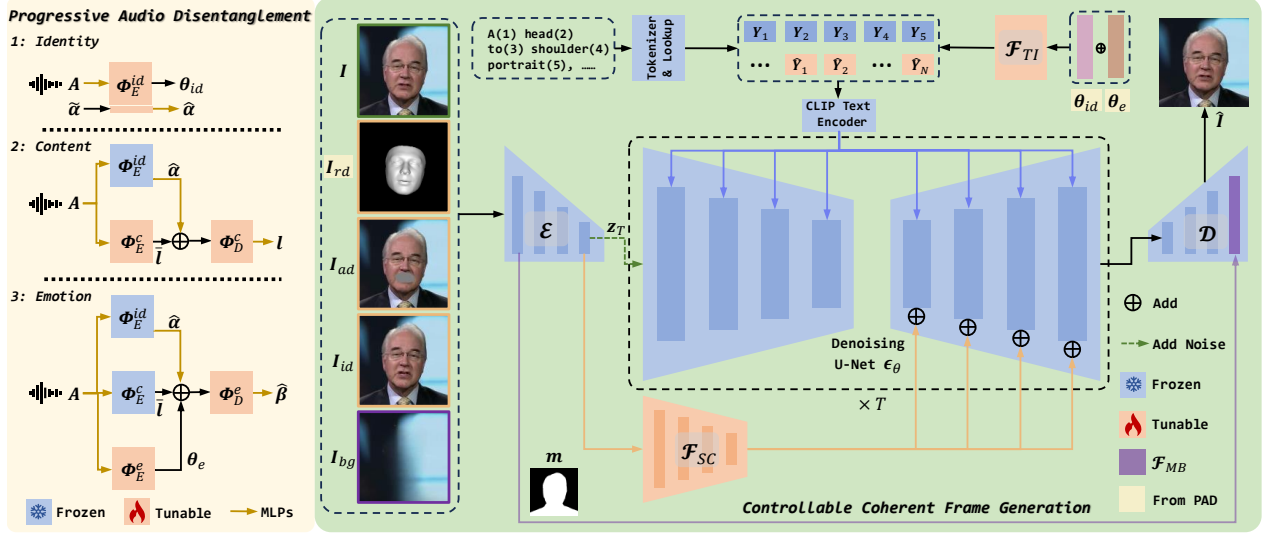 Progressive Audio Disentanglement
1: Identity
A
Φ_E^id
θ_id
α̂
α̂
2: Content
Φ_E^id
α̂
A
Φ_E^c
l̄
Φ_D^c
l
3: Emotion
Φ_E^id
α̂
A
Φ_E^c
l̄
Φ_D^e
β̂
Φ_E^e
θ_e
Frozen
Tunable
MLPs
I
I_rd
I_ad
I_id
I_bg
A(1) head(2)
to(3) shoulder(4)
portrait(5), ……
Tokenizer
& Lookup
Y_1 Y_2 Y_3 Y_4 Y_5
... Ŷ_1 Ŷ_2 ... Ŷ_N
F_TI
θ_id θ_e
CLIP Text
Encoder
Î
ℰ
z_T
D
Denoising
U-Net ϵ_θ
× T
F_SC
m
Add
Add Noise
Frozen
Tunable
F_MB
From PAD
Controllable Coherent Frame Generation